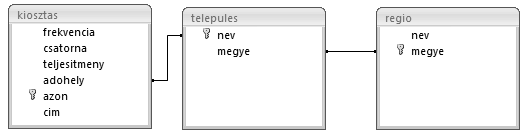 kiosztas
frekvencia
csatorna
teljesitmeny
adohely
azon
cim
telepules
nev
megye
regio
nev
megye